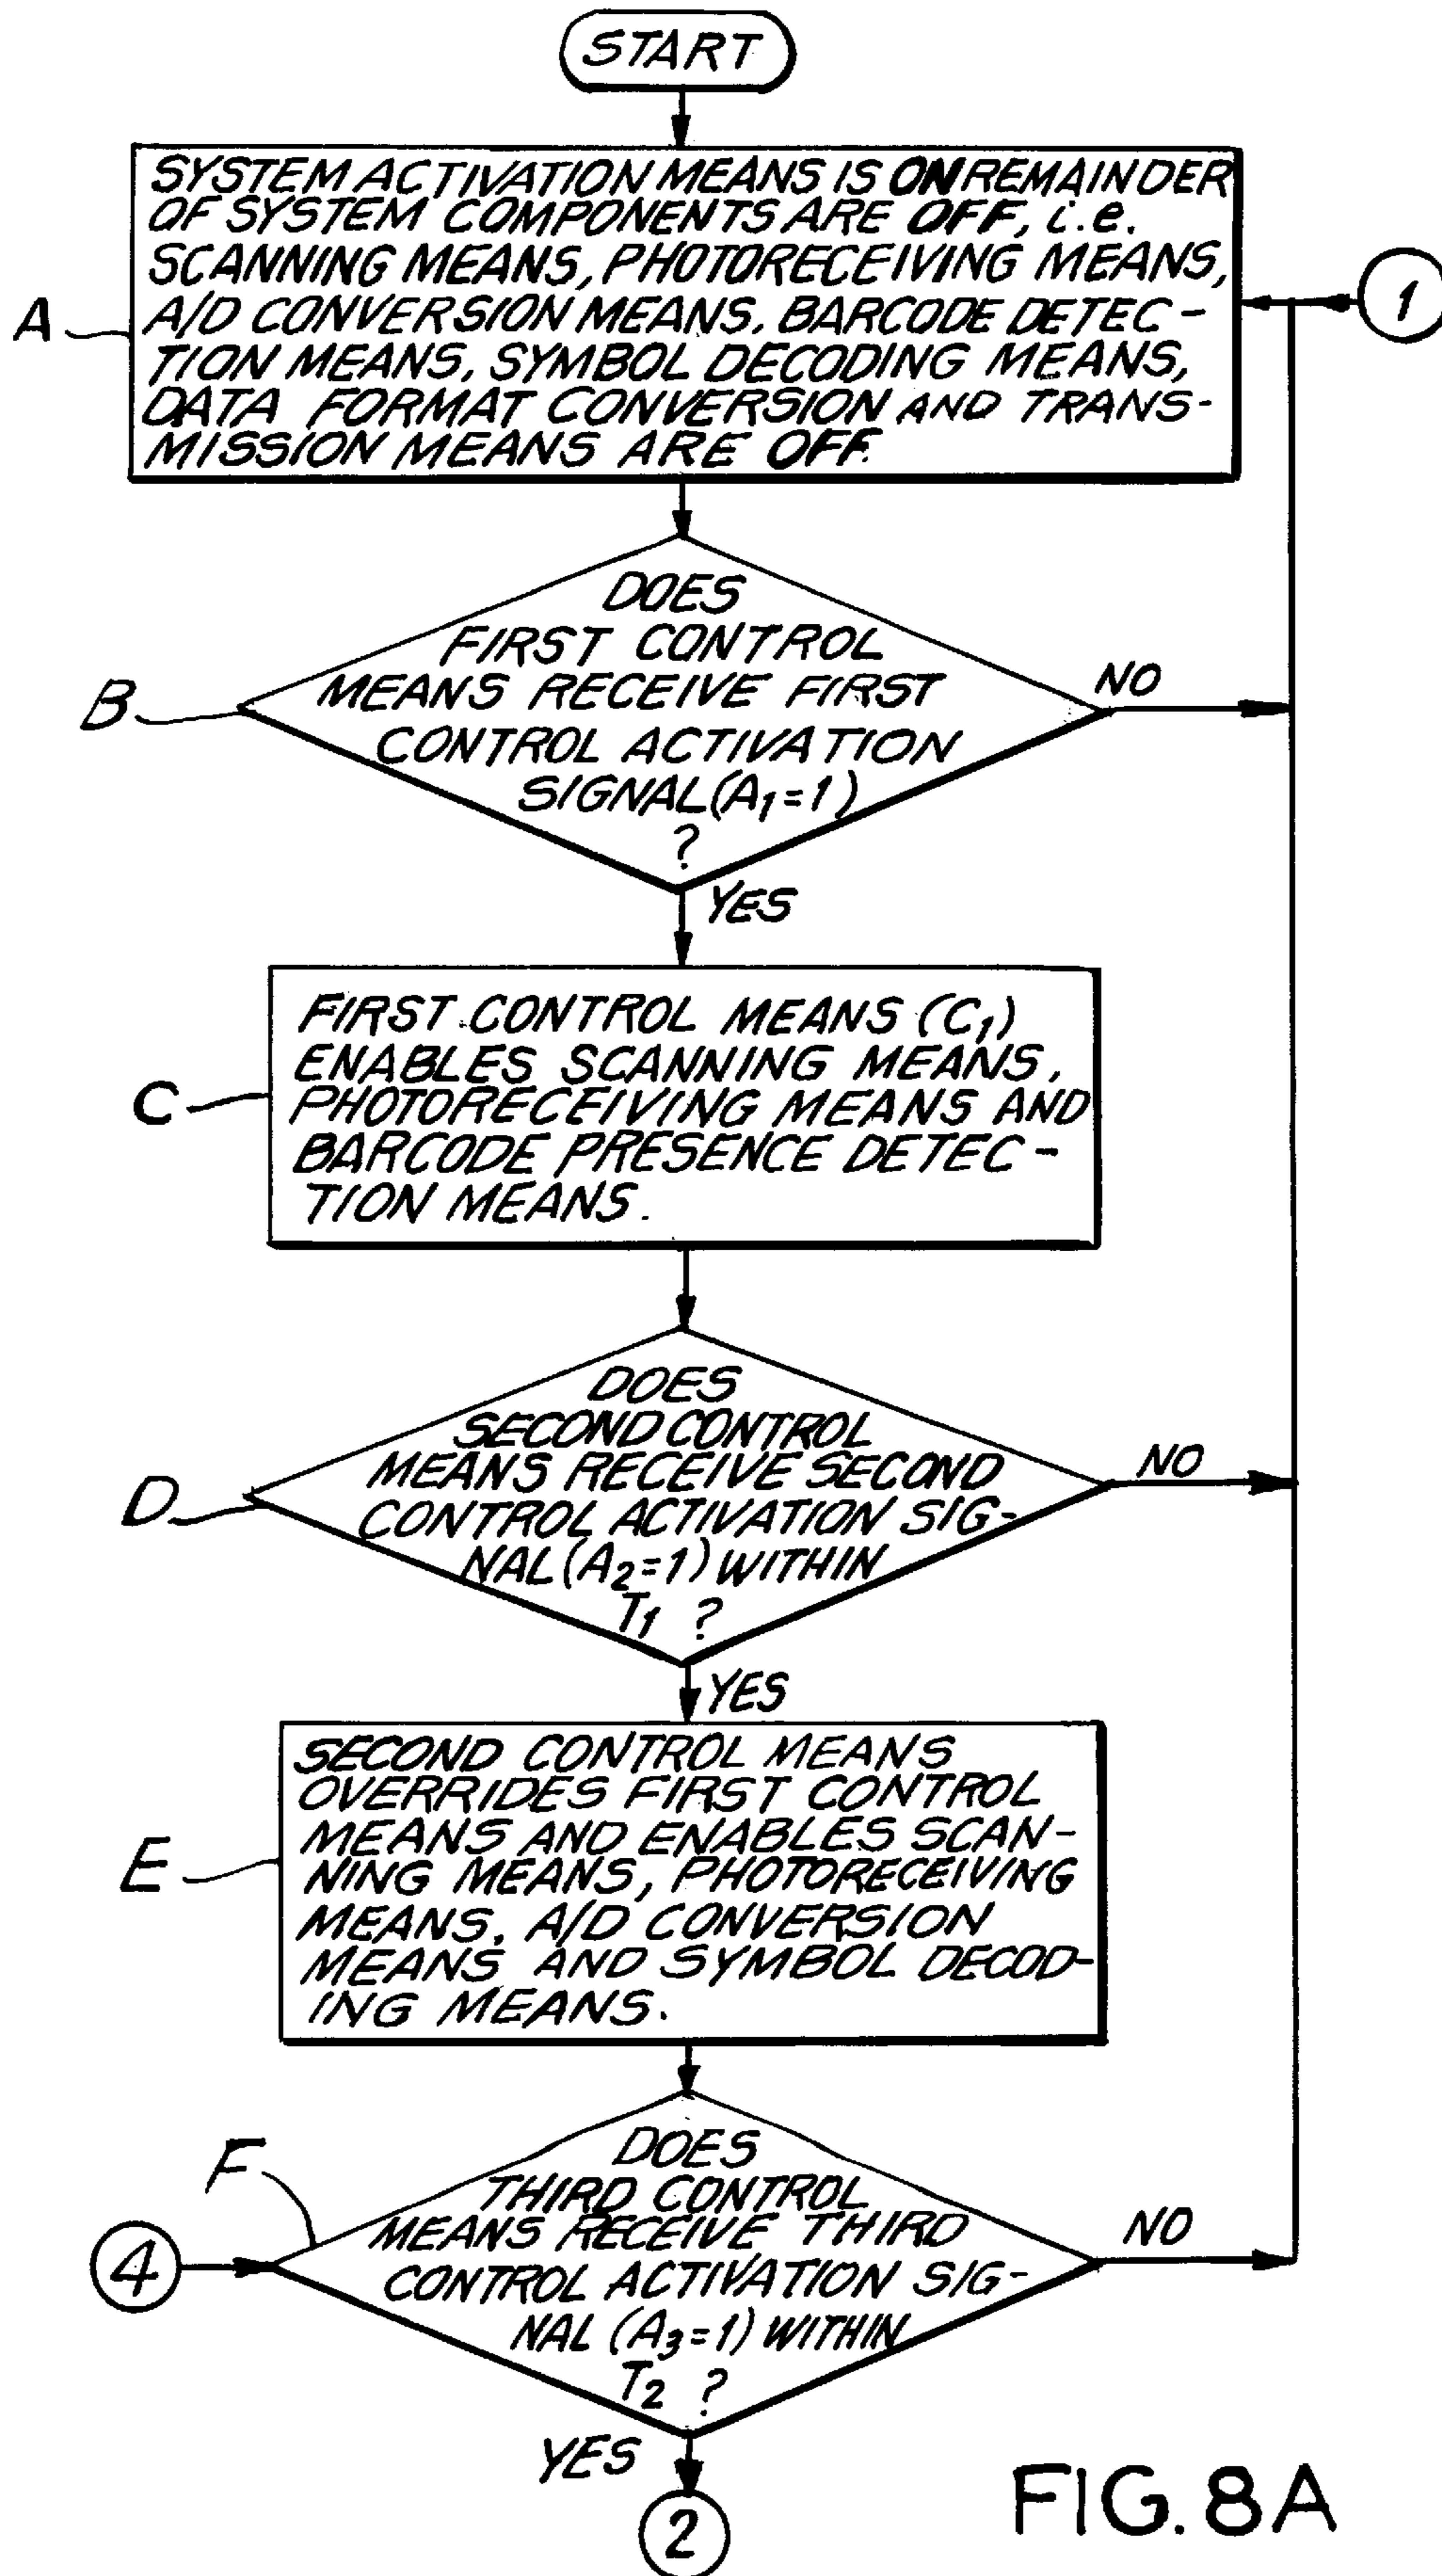 START
SYSTEM ACTIVATION MEANS IS ON REMAINDER
OF SYSTEM COMPONENTS ARE OFF, i.e.
SCANNING MEANS, PHOTORECEIVING MEANS,
A/D CONVERSION MEANS, BARCODE DETEC-
TION MEANS, SYMBOL DECODING MEANS,
DATA FORMAT CONVERSION AND TRANS-
MISSION MEANS ARE OFF.
A
1
DOES
FIRST CONTROL
MEANS RECEIVE FIRST
CONTROL ACTIVATION
SIGNAL (A₁=1)
?
B
NO
YES
FIRST CONTROL MEANS (C₁)
ENABLES SCANNING MEANS,
PHOTORECEIVING MEANS AND
BARCODE PRESENCE DETEC-
TION MEANS.
C
DOES
SECOND CONTROL
MEANS RECEIVE SECOND
CONTROL ACTIVATION SIG-
NAL (A₂=1) WITHIN
T₁ ?
D
NO
YES
SECOND CONTROL MEANS
OVERRIDES FIRST CONTROL
MEANS AND ENABLES SCAN-
NING MEANS, PHOTORECEIVING
MEANS, A/D CONVERSION
MEANS AND SYMBOL DECOD-
ING MEANS.
E
F
DOES
THIRD CONTROL
MEANS RECEIVE THIRD
CONTROL ACTIVATION SIG-
NAL (A₃=1) WITHIN
T₂ ?
4
NO
YES
2
FIG. 8A